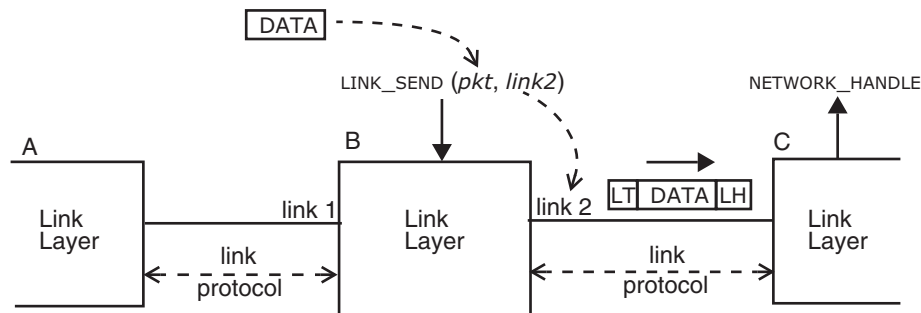 DATA
LINK_SEND (pkt, link2)
NETWORK_HANDLE
A
B
C
Link
Layer
link 1
Link
Layer
link 2
LT DATA LH
Link
Layer
link
protocol
link
protocol